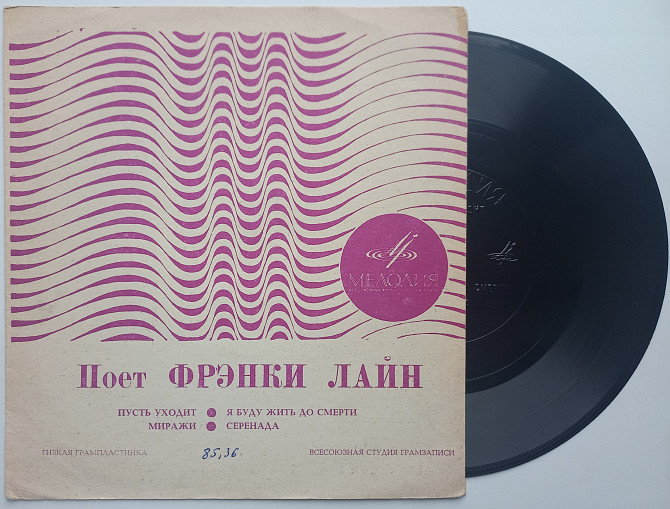 МЕЛОДИЯ
Поет ФРЭНКИ ЛАЙН
ПУСТЬ УХОДИТ ● Я БУДУ ЖИТЬ ДО СМЕРТИ
МИРАЖИ ● СЕРЕНАДА
ГИБКАЯ ГРАМПЛАСТИНКА 85,36. ВСЕСОЮЗНАЯ СТУДИЯ ГРАМЗАПИСИ